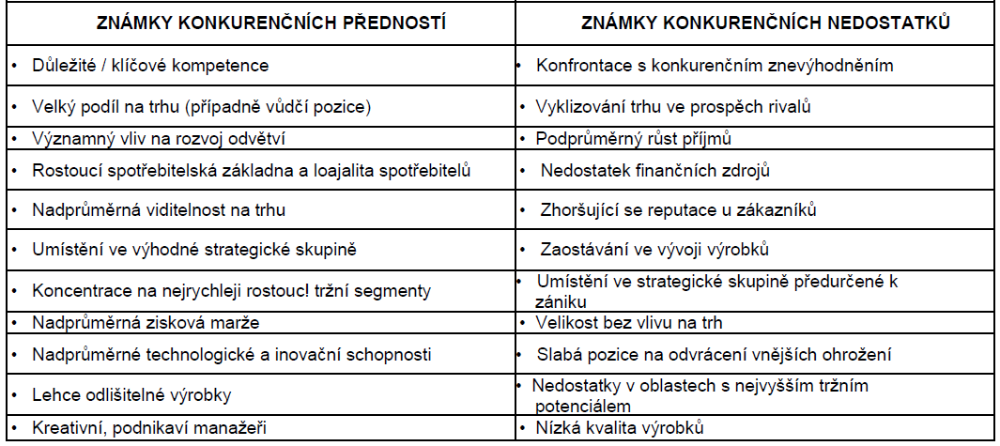 ZNÁMKY KONKURENČNÍCH PŘEDNOSTÍ
ZNÁMKY KONKURENČNÍCH NEDOSTATKŮ
• Důležité / klíčové kompetence
• Konfrontace s konkurenčním znevýhodněním
• Velký podíl na trhu (případně vůdčí pozice)
• Vyklizování trhu ve prospěch rivalů
• Významný vliv na rozvoj odvětví
• Podprůměrný růst příjmů
• Rostoucí spotřebitelská základna a loajalita spotřebitelů
• Nedostatek finančních zdrojů
• Nadprůměrná viditelnost na trhu
• Zhoršující se reputace u zákazníků
• Umístění ve výhodné strategické skupině
• Zaostávání ve vývoji výrobků
• Koncentrace na nejrychleji rostouc! tržní segmenty
• Umístění ve strategické skupině předurčené k
zániku
• Nadprůměrná zisková marže
• Velikost bez vlivu na trh
• Nadprůměrné technologické a inovační schopnosti
• Slabá pozice na odvrácení vnějších ohrožení
• Lehce odlišitelné výrobky
• Nedostatky v oblastech s nejvyšším tržním
potenciálem
• Kreativní, podnikaví manažeři
• Nízká kvalita výrobků